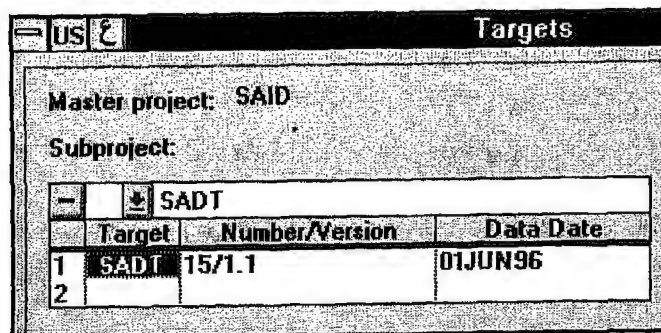 US ع Targets
Master project: SAID
Subproject:
SADT
Target Number/Version Data Date
1 SADT 15/1.1 01JUN96
2